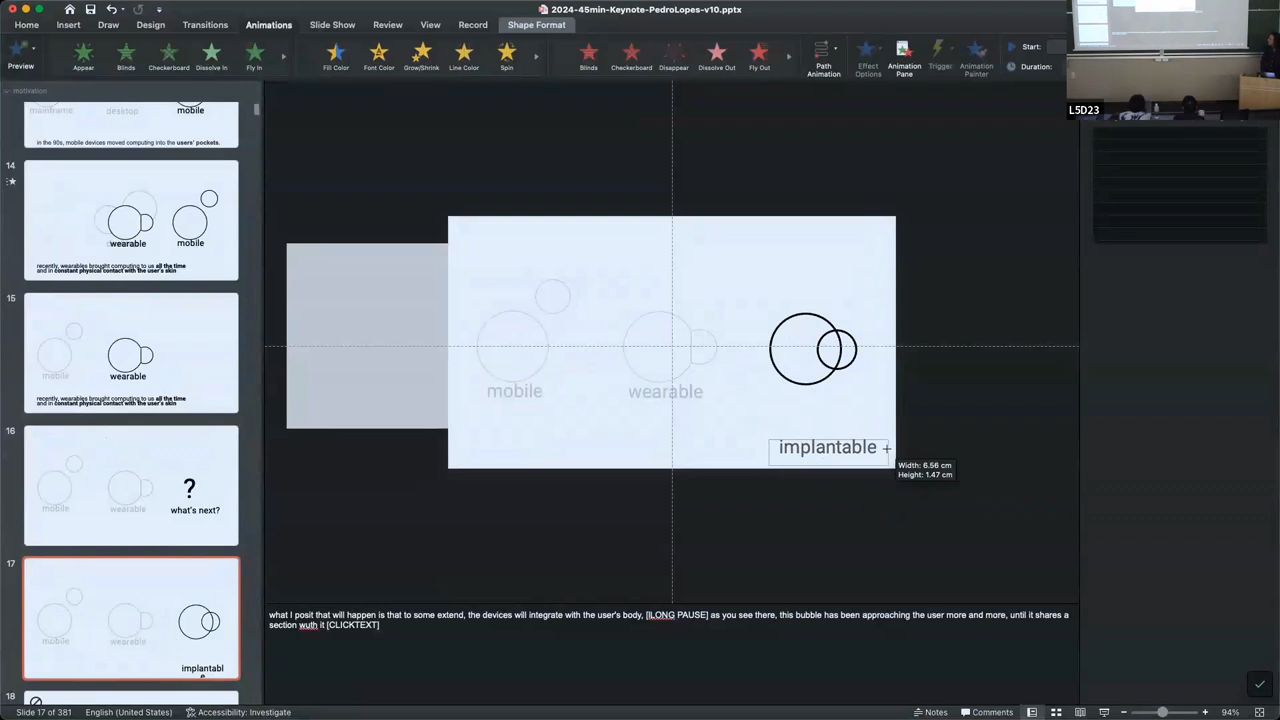 2024-45min-Keynote-PedroLopes-v10.pptx
Home Insert Draw Design Transitions Animations Slide Show Review View Record Shape Format
Preview
Appear Blinds Checkerboard Dissolve In Fly In
Fill Color Font Color Grow/Shrink Line Color Spin
Blinds Checkerboard Disappear Dissolve Out Fly Out
Path Animation
Effect Options
Animation Pane
Trigger
Animation Painter
Start:
Duration:
L5D23
motivation
mainframe desktop mobile
in the 90s, mobile devices moved computing into the users' pockets.
14
wearable mobile
recently, wearables brought computing to us all the time
and in constant physical contact with the user's skin
15
mobile wearable
recently, wearables brought computing to us all the time
and in constant physical contact with the user's skin
16
?
mobile wearable what's next?
17
mobile wearable
implantabl
e
18
mobile wearable
implantable
Width: 6.56 cm
Height: 1.47 cm
what I posit that will happen is that to some extend, the devices will integrate with the user's body, [lLONG PAUSE] as you see there, this bubble has been approaching the user more and more, until it shares a
section wuth it [CLICKTEXT]
Slide 17 of 381 English (United States) Accessibility: Investigate Notes Comments 94%